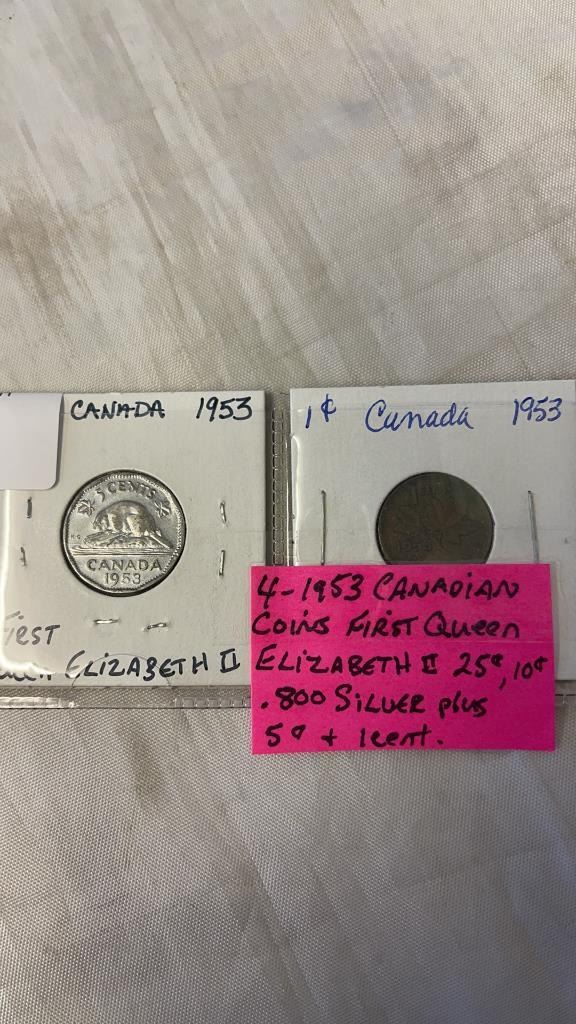 CANADA 1953
5 CENTS
CANADA
1953
FIRST
ELIZABETH II
1¢ Canada 1953
4-1953 CANADIAN
COINS FIRST QUEEN
ELIZABETH II 25¢, 10¢
.800 SILVER plus
5¢ + 1cent.